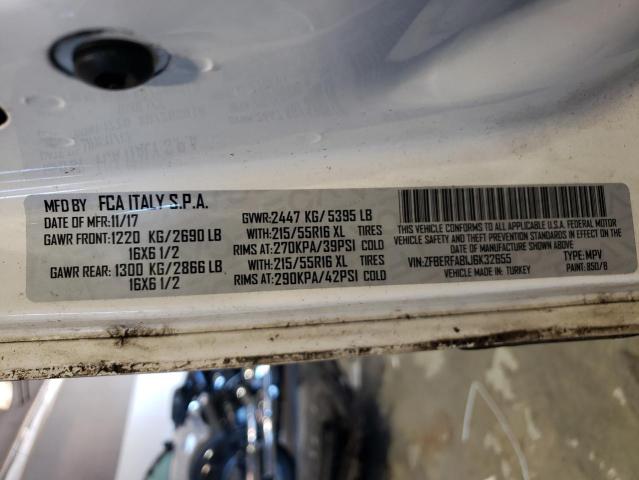 MFD BY FCA ITALY S.P.A.
DATE OF MFR:11/17
GAWR FRONT:1220 KG/2690 LB
16X6 1/2
GAWR REAR:1300 KG/2866 LB
16X6 1/2
GVWR:2447 KG/5395 LB
WITH:215/55R16 XL TIRES
RIMS AT:270KPA/39PSI COLD
WITH:215/55R16 XL TIRES
RIMS AT:290KPA/42PSI COLD
THIS VEHICLE CONFORMS TO ALL APPLICABLE U.S.A. FEDERAL MOTOR
VEHICLE SAFETY AND THEFT PREVENTION STANDARDS IN EFFECT ON THE
DATE OF MANUFACTURE SHOWN ABOVE.
VIN:ZFBERFABLJ6K32655 TYPE: MPV
VEHICLE MADE IN: TURKEY PAINT: 850/B